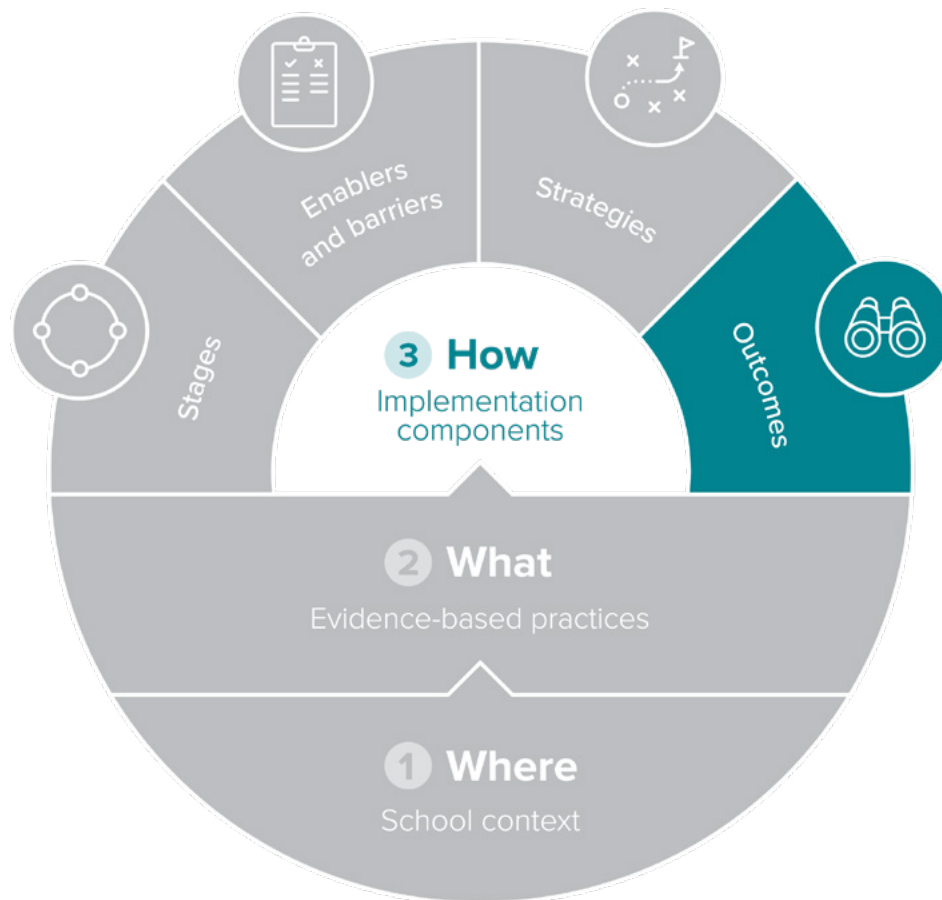 Enablers
and barriers
Strategies
Stages
Outcomes
3 How
Implementation
components
2 What
Evidence-based practices
1 Where
School context